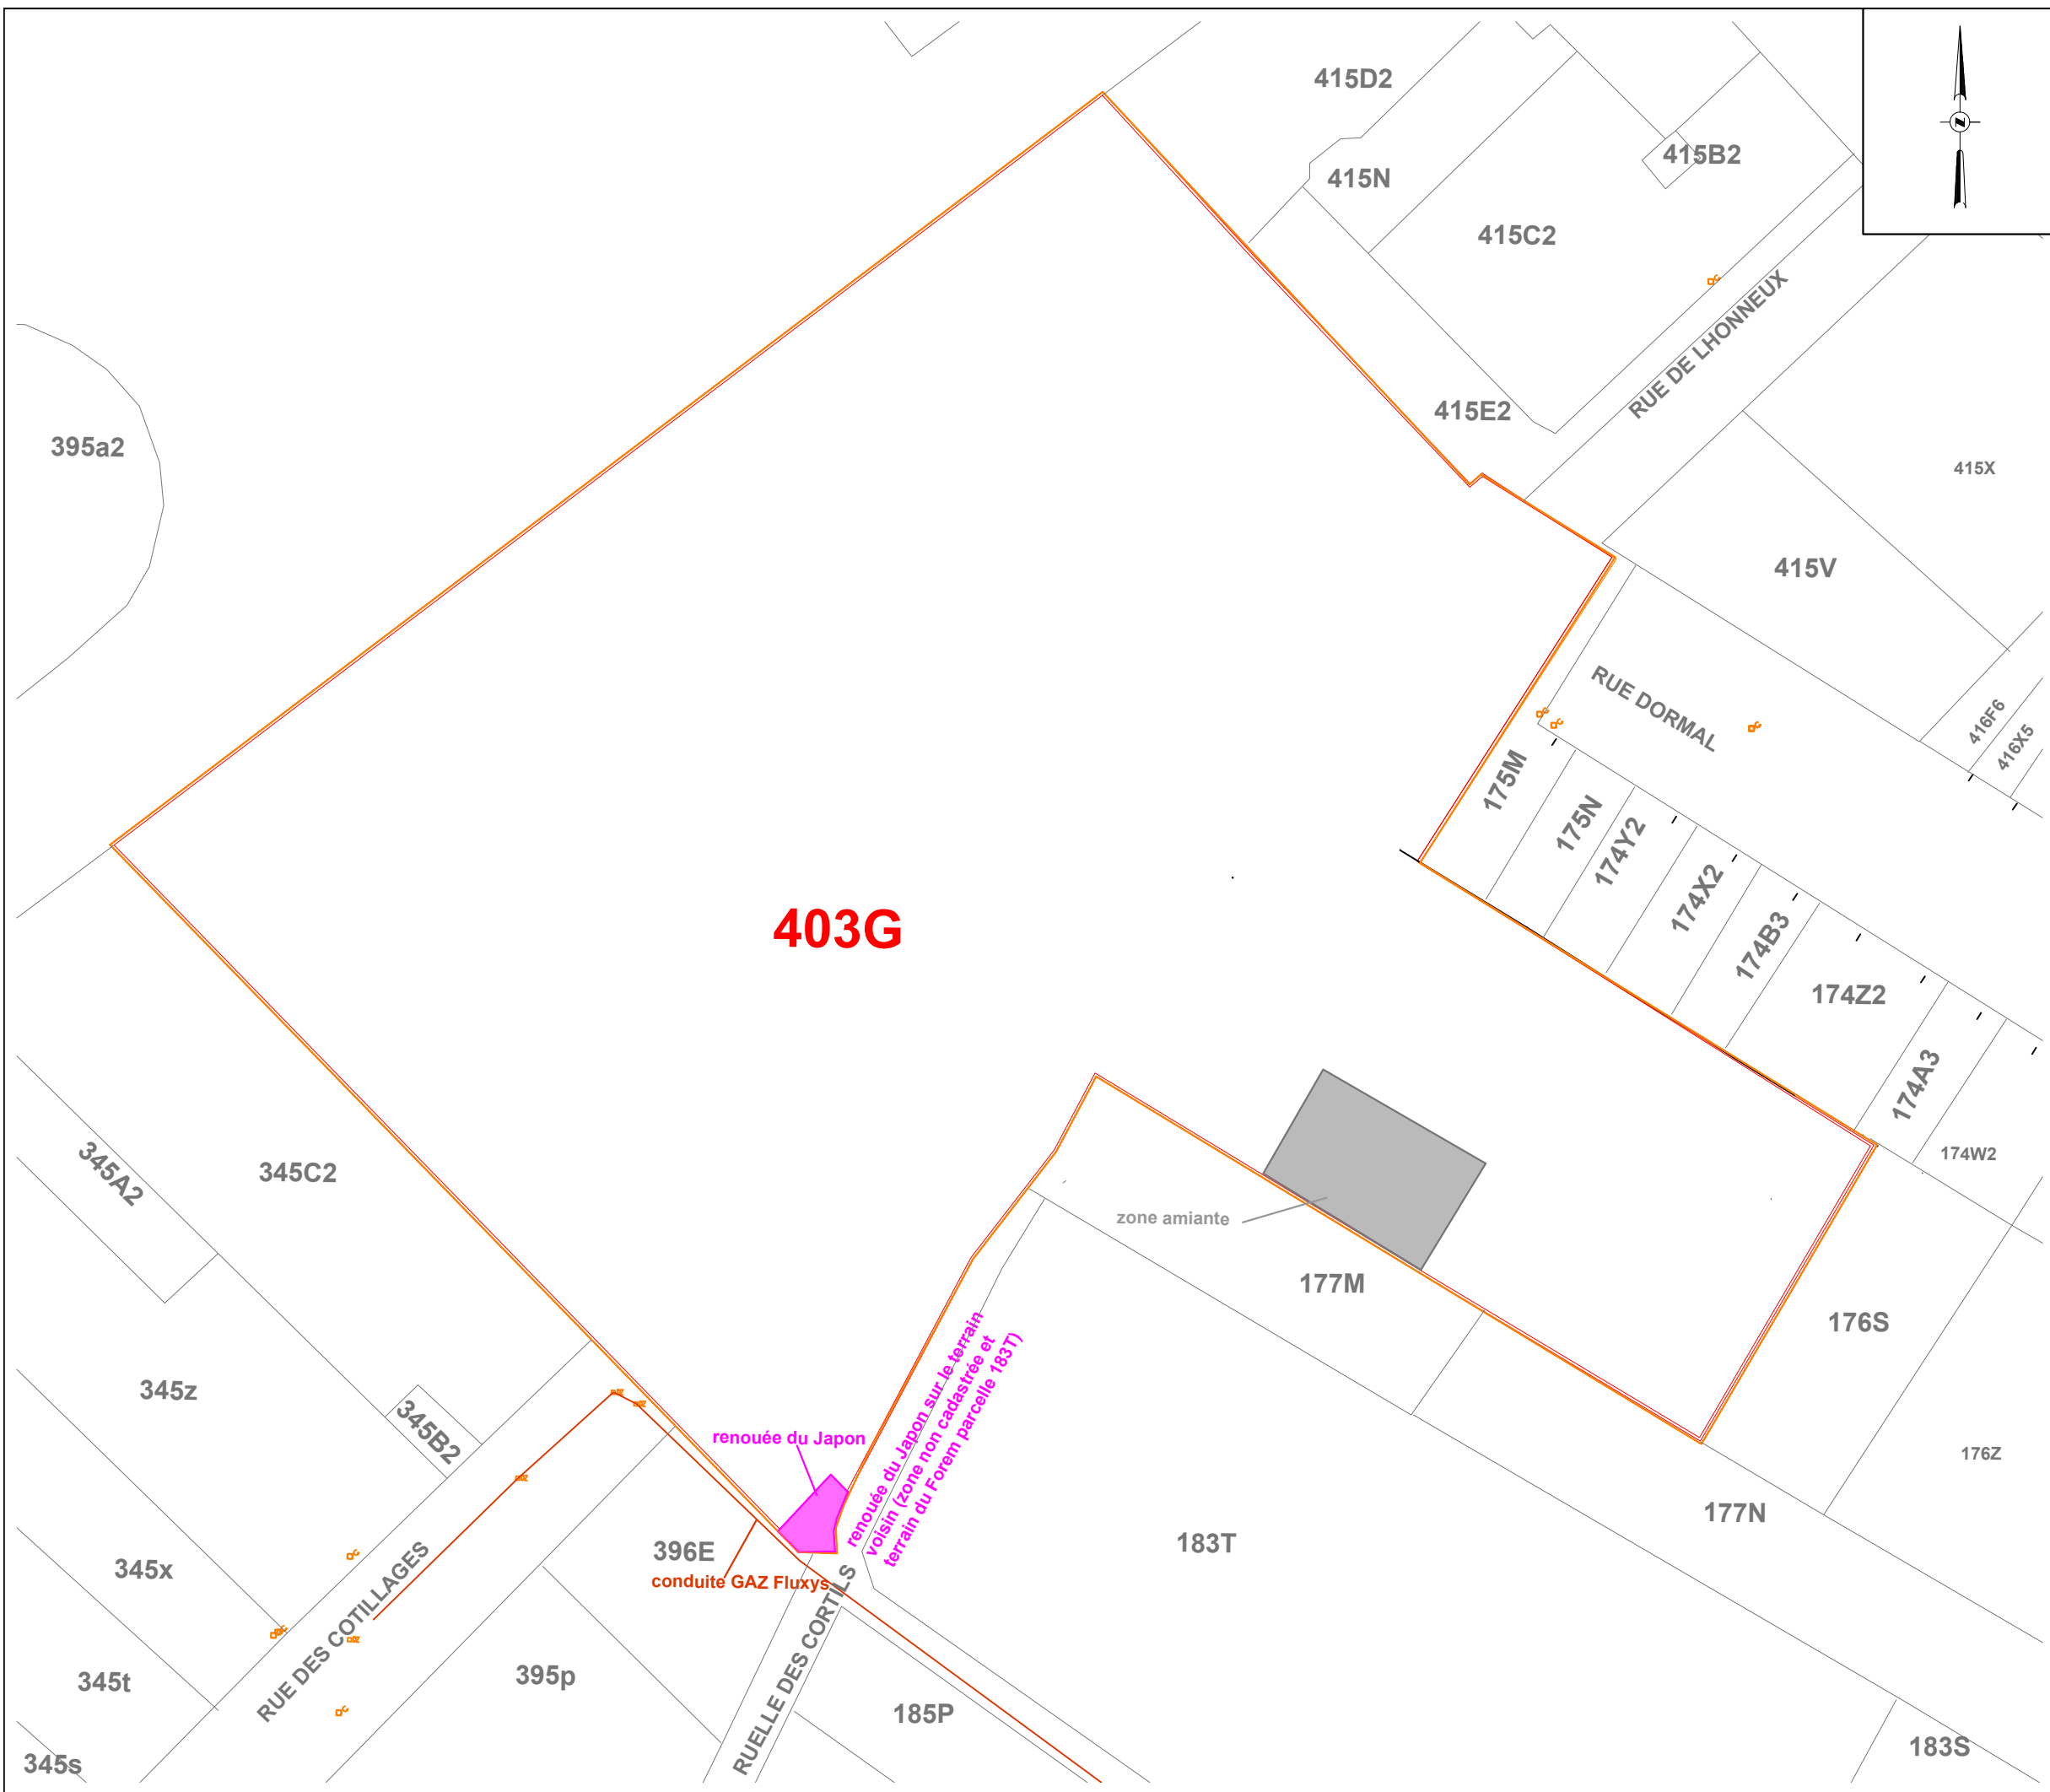 415D2
415B2
415N
415C2
RUE DE LHONNEUX
415E2
395a2
415X
415V
RUE DORMAL
416F6
416X5
175M
175N
174Y2
174X2
174B3
174Z2
174A3
174W2
403G
345A2
345C2
zone amiante
177M
176S
345z
345B2
renouée du Japon
renouée du Japon sur le terrain
voisin (zone non cadastrée et
terrain du Forem parcelle 183T)
176Z
177N
183T
396E
conduite GAZ Fluxys
345x
RUE DES COTILLAGES
RUELLE DES CORTILS
345t
395p
185P
345s
183S
N